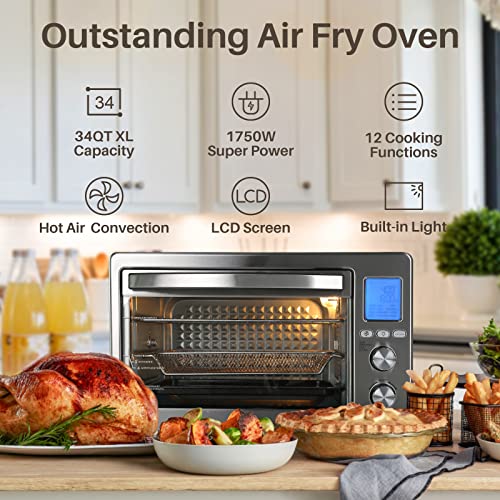 Outstanding Air Fry Oven
34
34QT XL
Capacity
1750W
Super Power
12 Cooking
Functions
Hot Air Convection
LCD
LCD Screen
Built-in Light